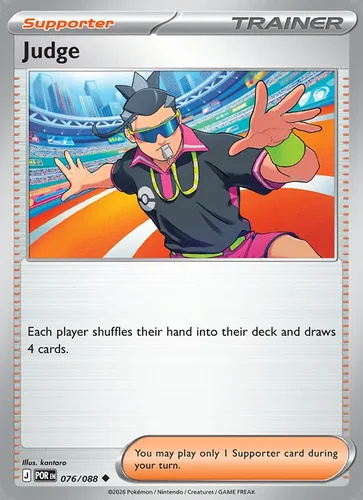 Supporter TRAINER
Judge
Each player shuffles their hand into their deck and draws
4 cards.
Illus. kantaro
J POR EN 076/088
You may play only 1 Supporter card during
your turn.
©2026 Pokémon / Nintendo / Creatures / GAME FREAK